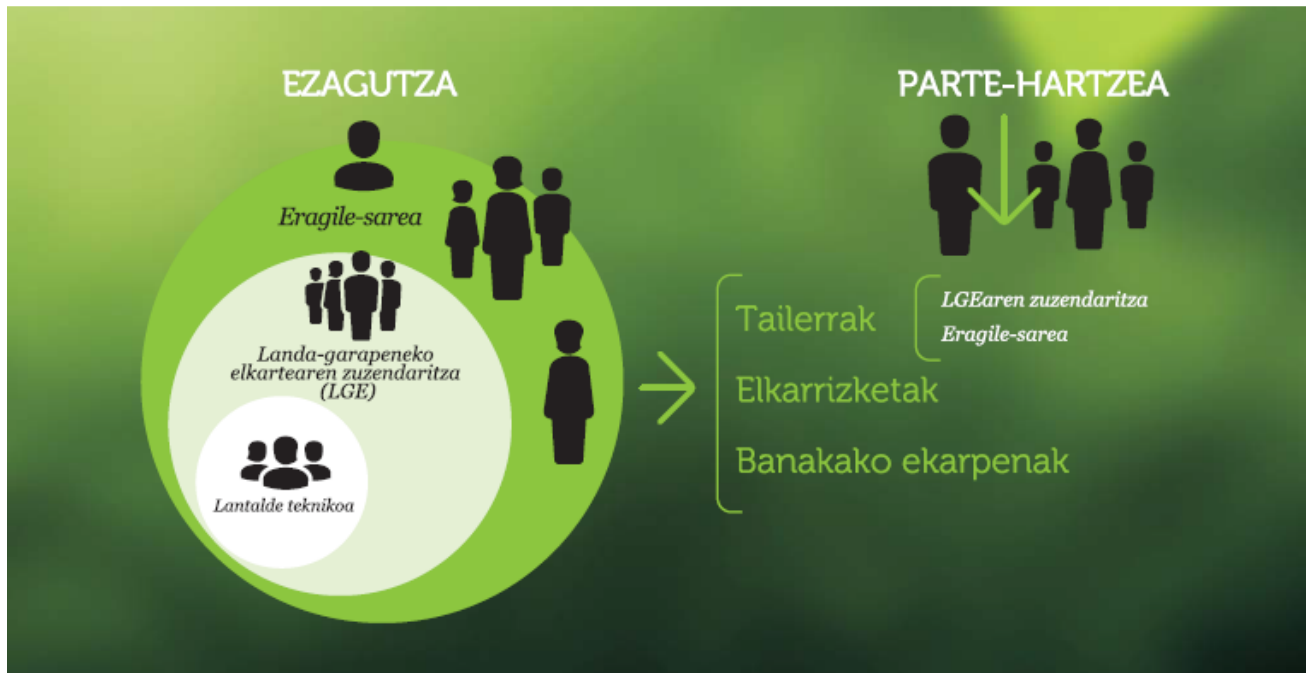 EZAGUTZA
Eragile-sarea
Landa-garapeneko
elkartearen zuzendaritza
(LGE)
Lantalde teknikoa
PARTE-HARTZEA
Tailerrak
LGEaren zuzendaritza
Eragile-sarea
Elkarrizketak
Banakako ekarpenak